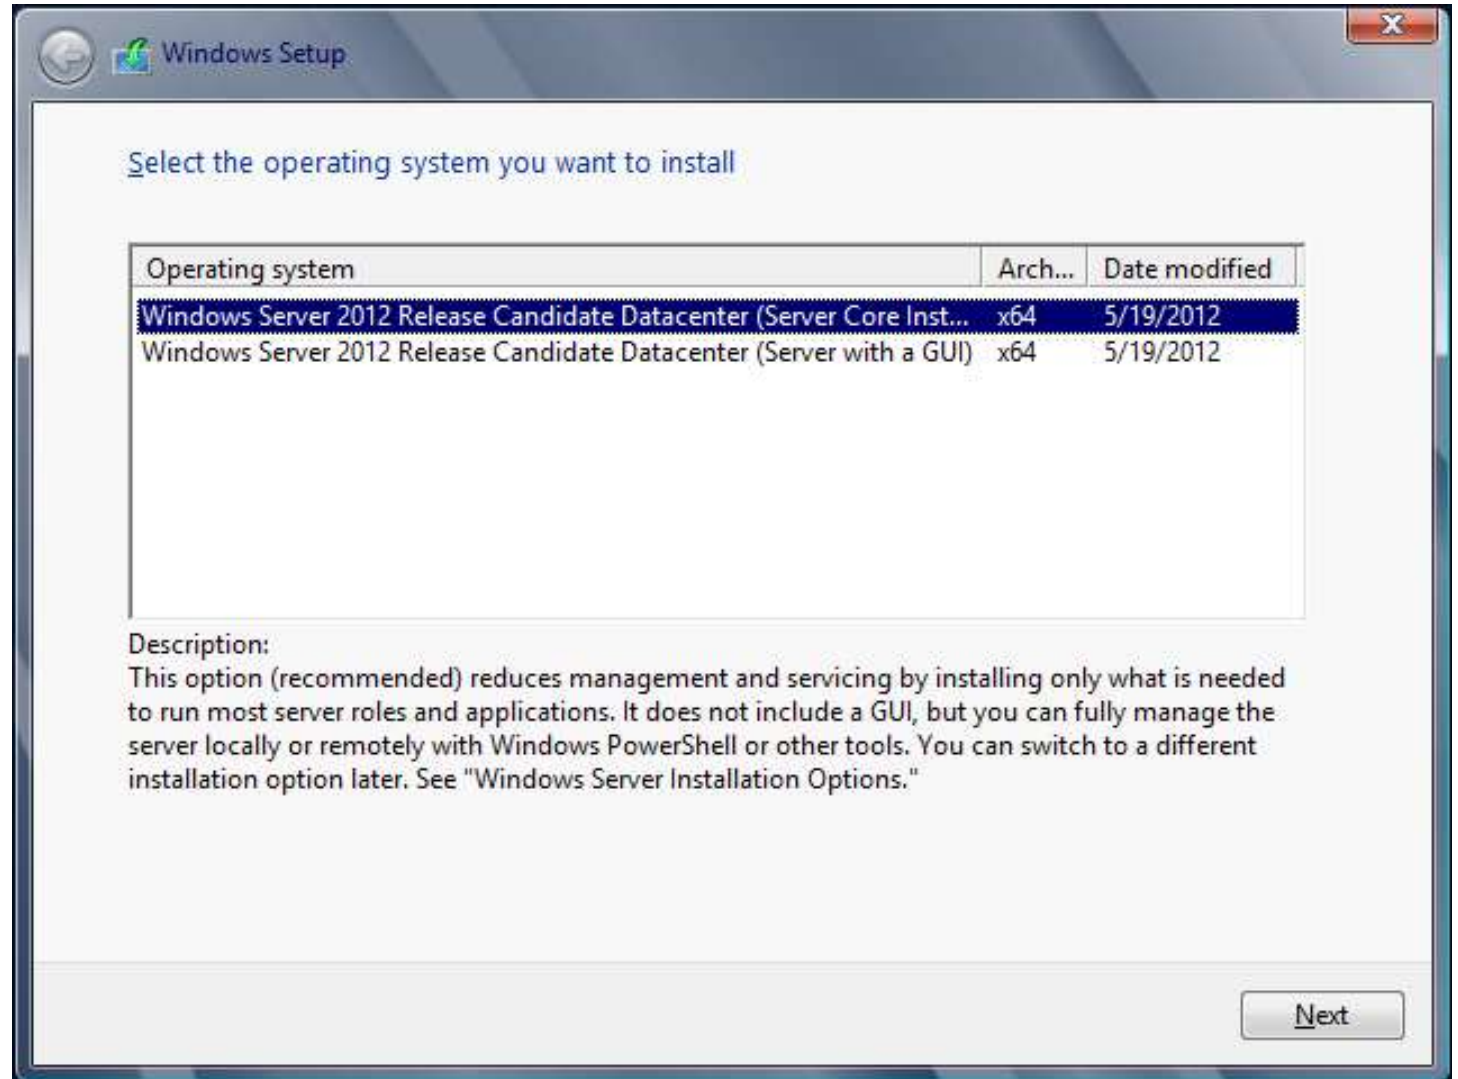 Windows Setup
Select the operating system you want to install
Operating system Arch... Date modified
Windows Server 2012 Release Candidate Datacenter (Server Core Inst... x64 5/19/2012
Windows Server 2012 Release Candidate Datacenter (Server with a GUI) x64 5/19/2012
Description:
This option (recommended) reduces management and servicing by installing only what is needed
to run most server roles and applications. It does not include a GUI, but you can fully manage the
server locally or remotely with Windows PowerShell or other tools. You can switch to a different
installation option later. See "Windows Server Installation Options."
Next